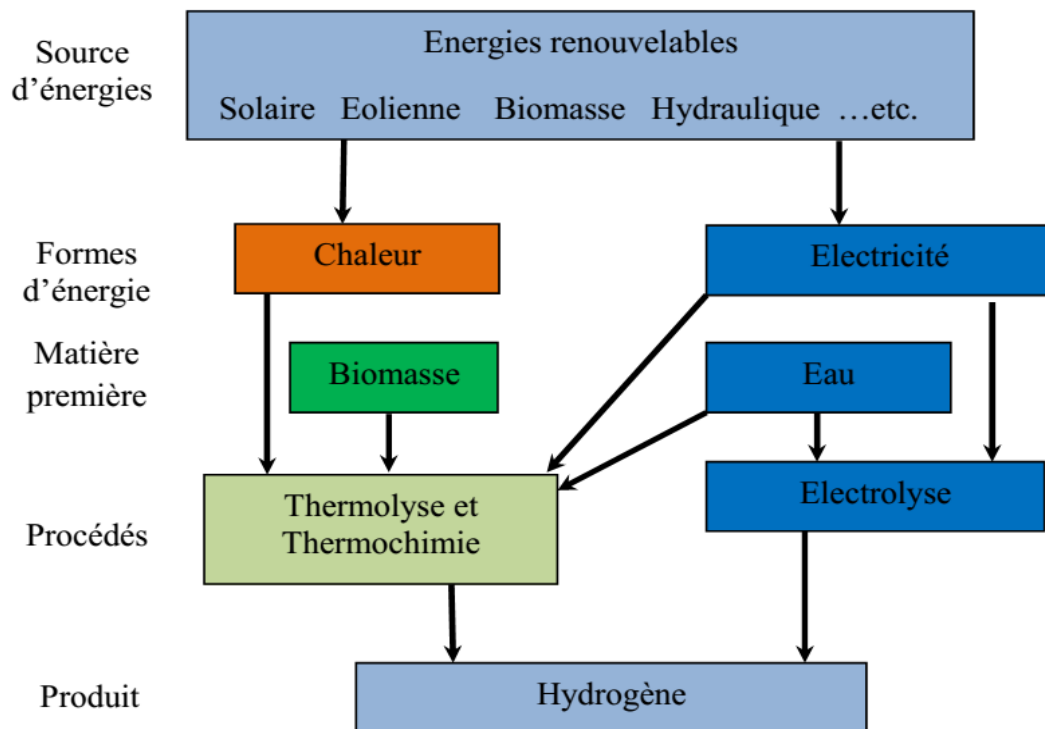 Source
d’énergies
Energies renouvelables
Solaire Eolienne Biomasse Hydraulique …etc.
Formes
d’énergie
Chaleur
Electricité
Matière
première
Biomasse
Eau
Procédés
Thermolyse et
Thermochimie
Electrolyse
Produit
Hydrogène